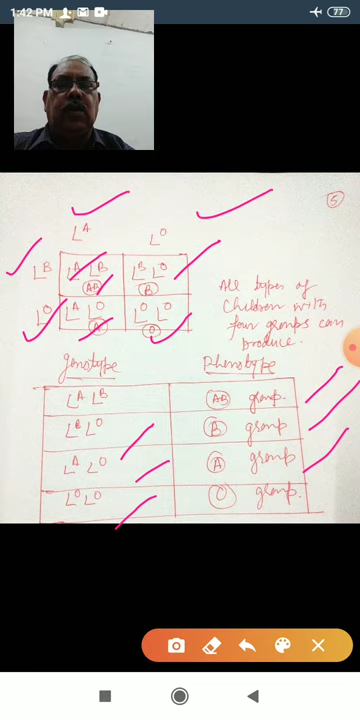 1:42 PM
77
5
L^A L^O
L^B L^A L^B L^B L^O
AB B
L^O L^A L^O L^O L^O
A O
All types of
Children with
four groups can
produce.
Genotype Phenotype
L^A L^B AB group.
L^B L^O B group
L^A L^O A group
L^O L^O O group.